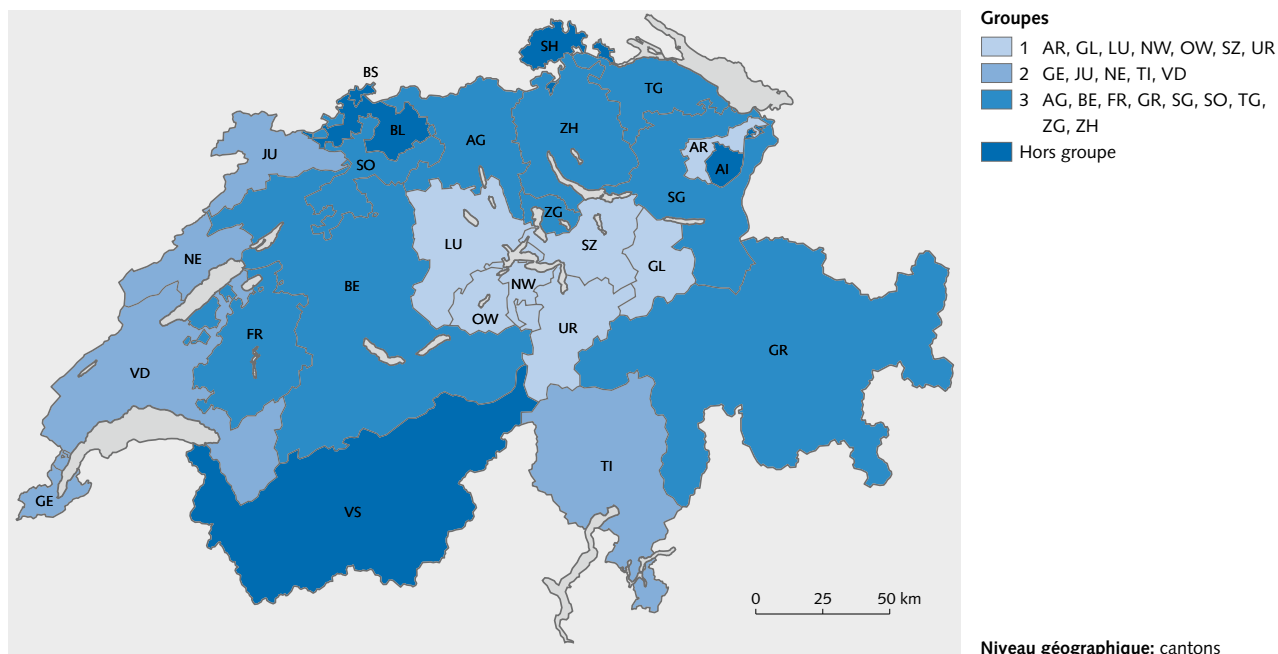 SH
BS
TG
BL
ZH
AG
AR
JU
SO
AI
SG
ZG
LU
SZ
NE
GL
NW
BE
OW
UR
FR
GR
VD
TI
GE
VS
0 25 50 km
Groupes
1 AR, GL, LU, NW, OW, SZ, UR
2 GE, JU, NE, TI, VD
3 AG, BE, FR, GR, SG, SO, TG,
ZG, ZH
Hors groupe
Niveau géographique: cantons